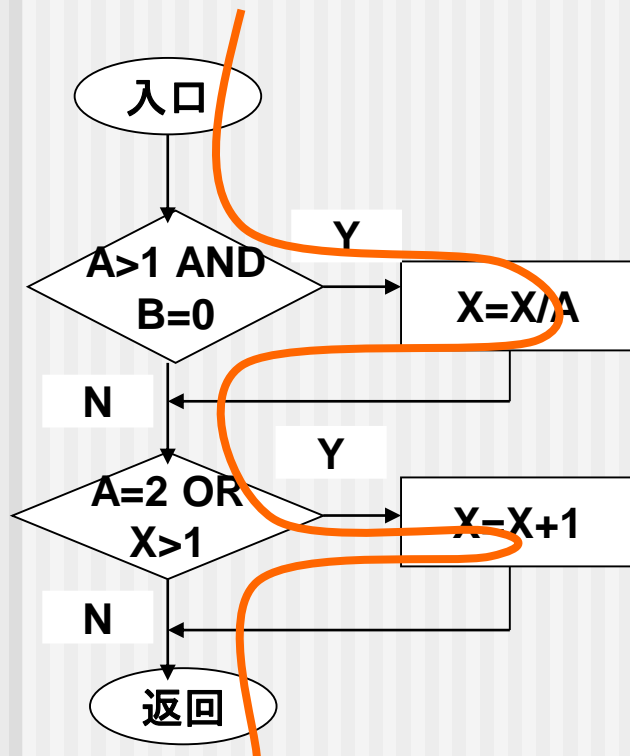 入口
Y
A>1 AND
B=0
X=X/A
N
Y
A=2 OR
X>1
X=X+1
N
返回